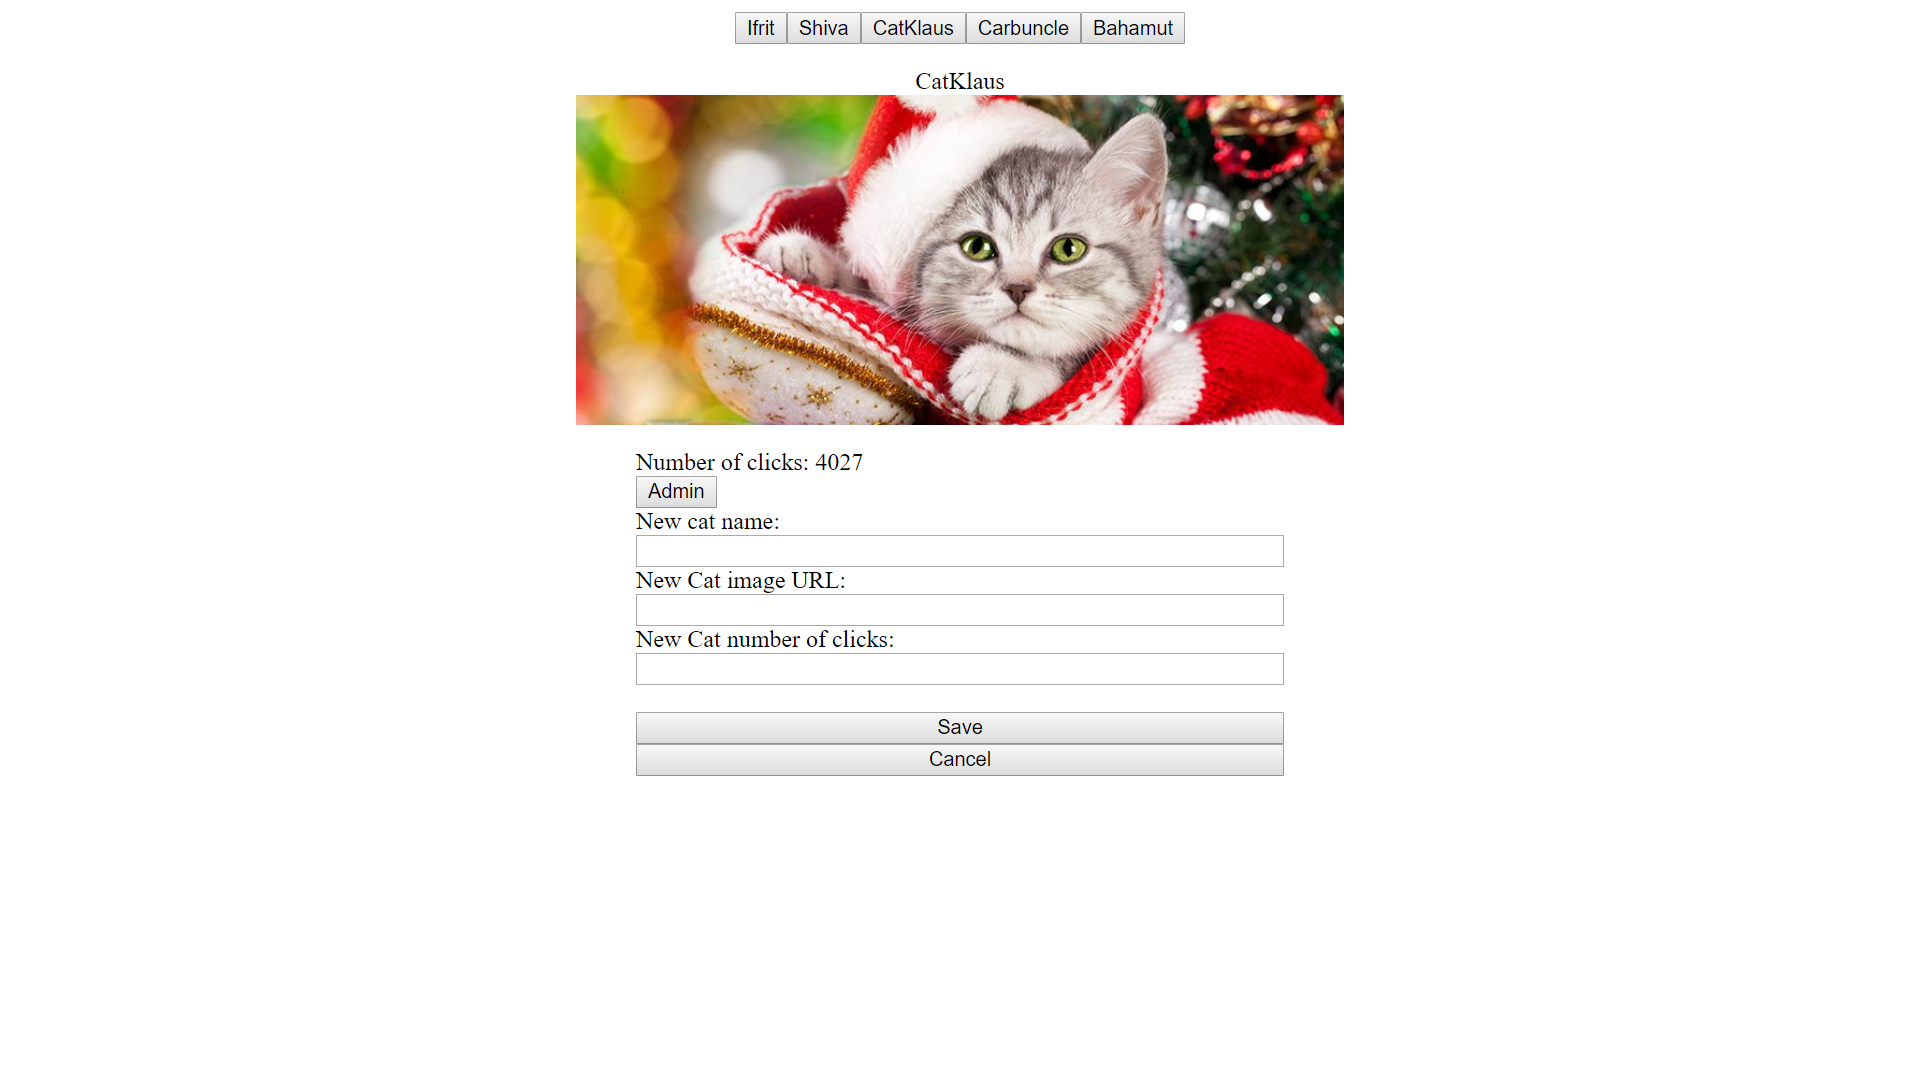 Ifrit Shiva CatKlaus Carbuncle Bahamut
CatKlaus
Number of clicks: 4027
Admin
New cat name:
New Cat image URL:
New Cat number of clicks:
Save
Cancel